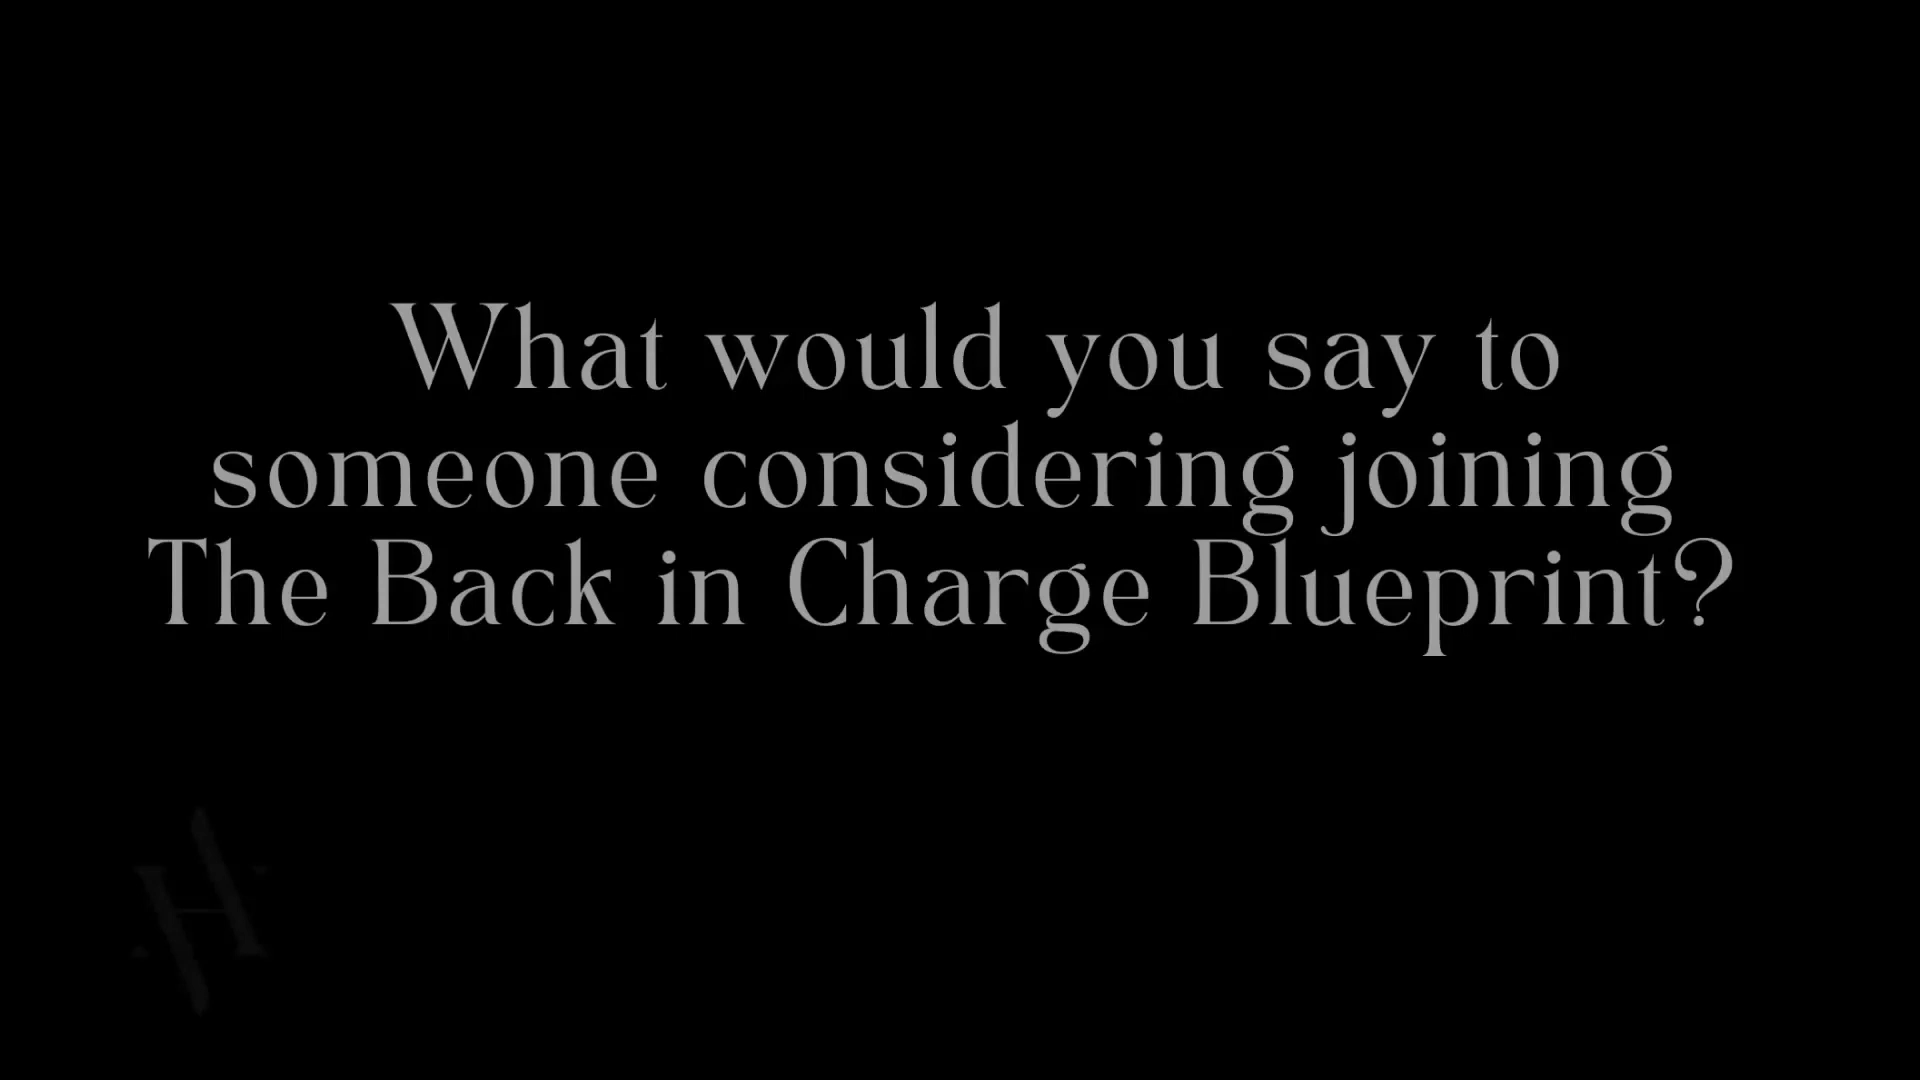 What would you say to
someone considering joining
The Back in Charge Blueprint?